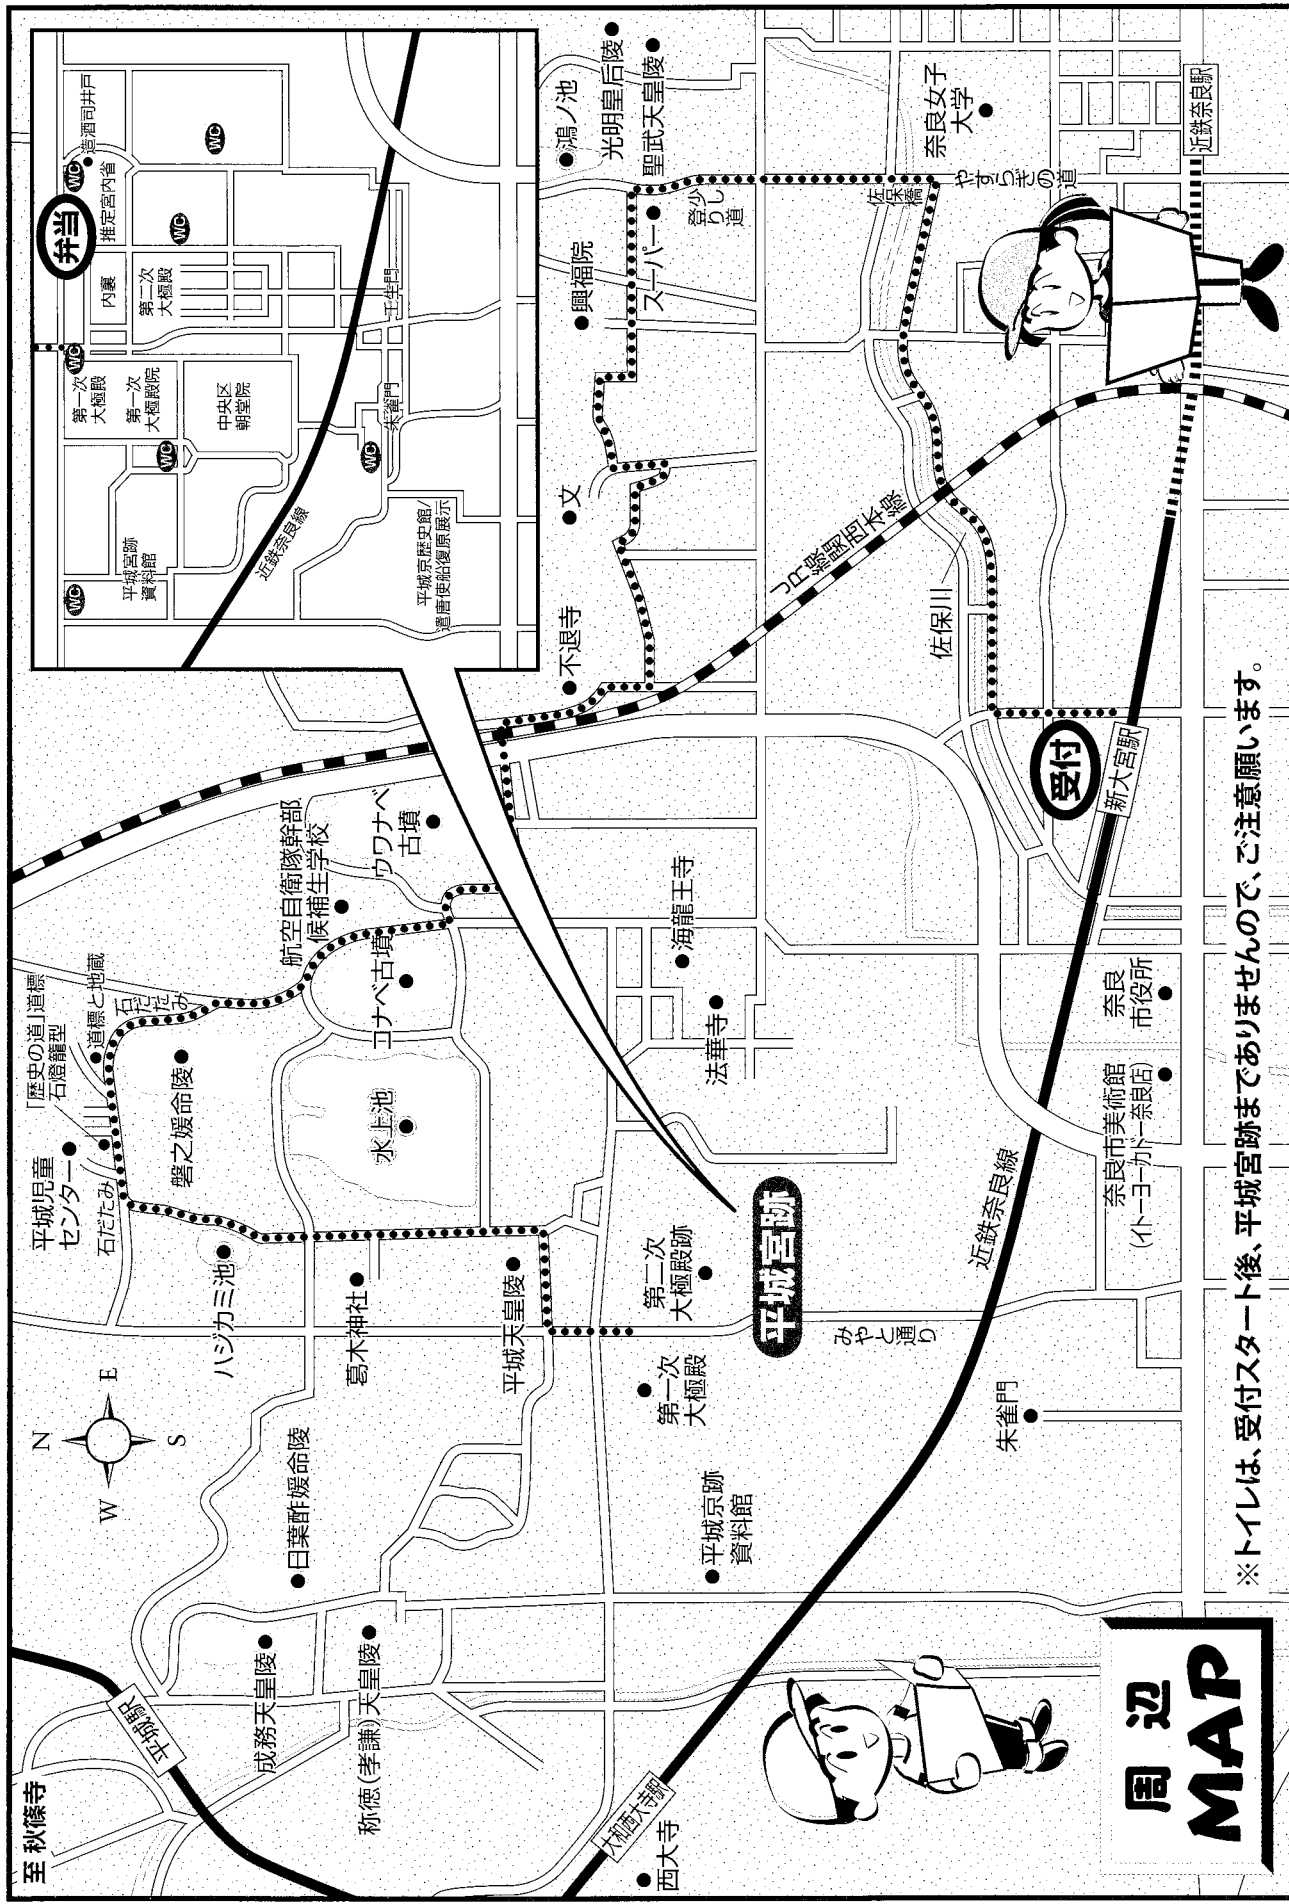 至 秋篠寺
平城駅
成務天皇陵
称徳(孝謙)天皇陵
大和西大寺駅
西大寺
周辺
MAP
N
W
E
S
日葉酢媛命陵
平城京跡
資料館
朱雀門
平城児童
センター
石だたみ
「歴史の道」道標
石燈籠型
道標と地蔵
石だたみ
磐之媛命陵
ハジカミ池
葛木神社
平城天皇陵
水上池
コナベ古墳
航空自衛隊幹部
候補生学校
ウワナベ
古墳
第二次
大極殿跡
第一次
大極殿
平城宮跡
みやと通り
近鉄奈良線
法華寺
海龍王寺
奈良市美術館
(イトーヨーカドー奈良店)
奈良
市役所
新大宮駅
受付
佐保川
JR線関西本線
不退寺
文
興福院
スーパー
鴻ノ池
光明皇后陵
聖武天皇陵
少し
登り道
佐保橋
やすらぎの道
奈良女子
大学
近鉄奈良駅
弁当
WC
造酒司井戸
推定宮内省
WC
WC
内裏
第二次
大極殿
WC
第一次
大極殿
第一次
大極殿院
中央区
朝堂院
WC
WC
壬生門
朱雀門
WC
平城宮跡
資料館
近鉄奈良線
平城京歴史館/
遣唐使船復原展示
※トイレは、受付スタート後、平城宮跡までありませんので、ご注意願います。